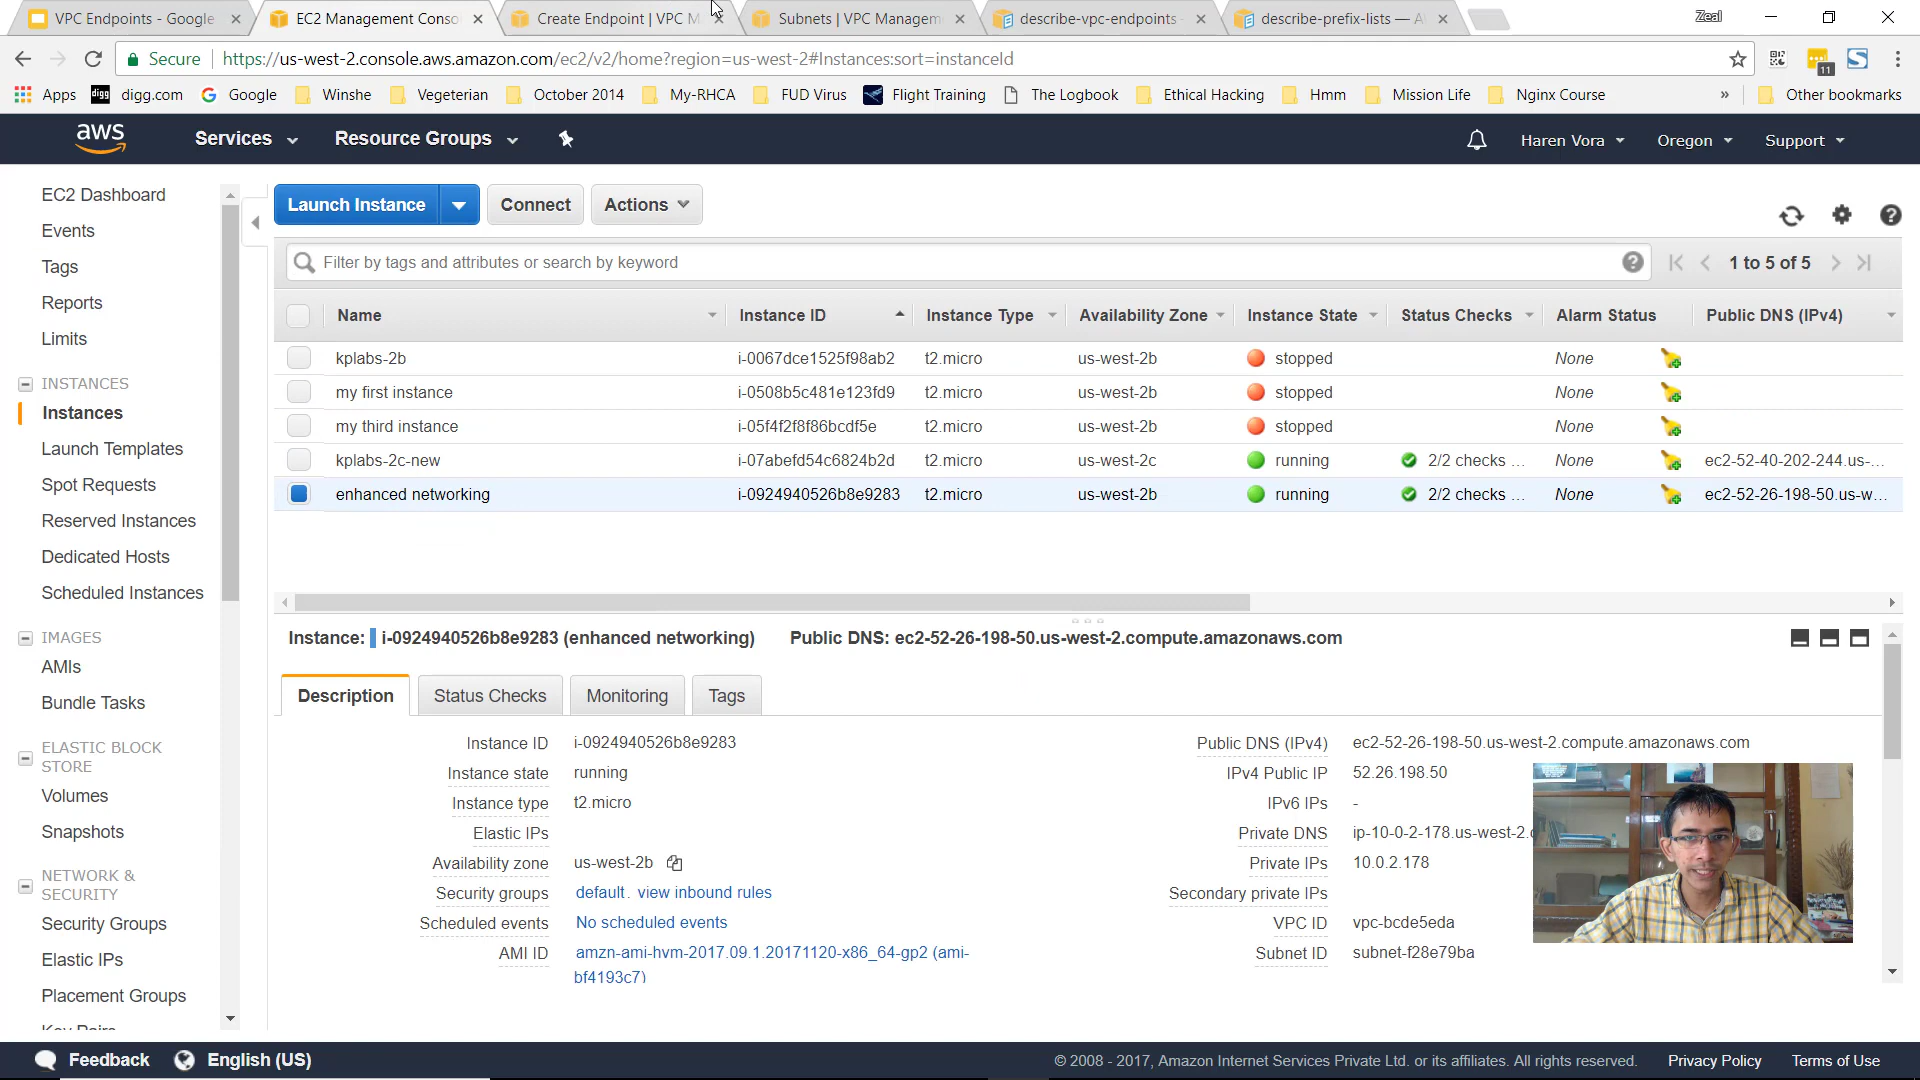 VPC Endpoints - Google
EC2 Management Conso
Create Endpoint | VPC M
Subnets | VPC Managem
describe-vpc-endpoints
describe-prefix-lists — A
Zeal
Secure
https://us-west-2.console.aws.amazon.com/ec2/v2/home?region=us-west-2#Instances:sort=instanceId
11
Apps
digg
digg.com
Google
Winshe
Vegeterian
October 2014
My-RHCA
FUD Virus
Flight Training
The Logbook
Ethical Hacking
Hmm
Mission Life
Nginx Course
»
Other bookmarks
aws
Services
Resource Groups
Haren Vora
Oregon
Support
EC2 Dashboard
Events
Tags
Reports
Limits
INSTANCES
Instances
Launch Templates
Spot Requests
Reserved Instances
Dedicated Hosts
Scheduled Instances
IMAGES
AMIs
Bundle Tasks
ELASTIC BLOCK
STORE
Volumes
Snapshots
NETWORK &
SECURITY
Security Groups
Elastic IPs
Placement Groups
Key Pairs
Launch Instance
Connect
Actions
Filter by tags and attributes or search by keyword
1 to 5 of 5
Name Instance ID Instance Type Availability Zone Instance State Status Checks Alarm Status Public DNS (IPv4)
kplabs-2b i-0067dce1525f98ab2 t2.micro us-west-2b stopped None
my first instance i-0508b5c481e123fd9 t2.micro us-west-2b stopped None
my third instance i-05f4f2f8f86bcdf5e t2.micro us-west-2b stopped None
kplabs-2c-new i-07abefd54c6824b2d t2.micro us-west-2c running 2/2 checks ... None ec2-52-40-202-244.us-...
enhanced networking i-0924940526b8e9283 t2.micro us-west-2b running 2/2 checks ... None ec2-52-26-198-50.us-w...
Instance: i-0924940526b8e9283 (enhanced networking) Public DNS: ec2-52-26-198-50.us-west-2.compute.amazonaws.com
Description
Status Checks
Monitoring
Tags
Instance ID i-0924940526b8e9283
Instance state running
Instance type t2.micro
Elastic IPs
Availability zone us-west-2b
Security groups default. view inbound rules
Scheduled events No scheduled events
AMI ID amzn-ami-hvm-2017.09.1.20171120-x86_64-gp2 (ami-
bf4193c7)
Public DNS (IPv4) ec2-52-26-198-50.us-west-2.compute.amazonaws.com
IPv4 Public IP 52.26.198.50
IPv6 IPs -
Private DNS ip-10-0-2-178.us-west-2.
Private IPs 10.0.2.178
Secondary private IPs
VPC ID vpc-bcde5eda
Subnet ID subnet-f28e79ba
Feedback
English (US)
© 2008 - 2017, Amazon Internet Services Private Ltd. or its affiliates. All rights reserved.
Privacy Policy
Terms of Use